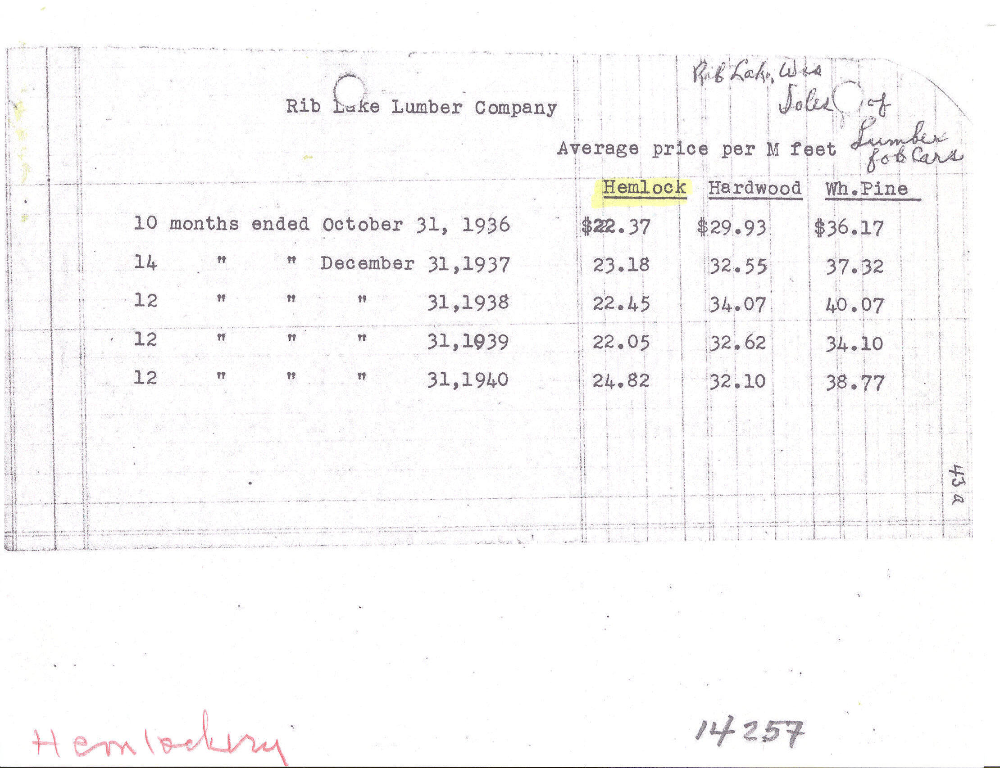 Rib Lake, Wis
Sales of
Lumber
fob Cars
Rib Lake Lumber Company
Average price per M feet
Hemlock Hardwood Wh.Pine
10 months ended October 31, 1936 $22.37 $29.93 $36.17
14 " " December 31,1937 23.18 32.55 37.32
12 " " " 31,1938 22.45 34.07 40.07
12 " " " 31,1939 22.05 32.62 34.10
12 " " " 31,1940 24.82 32.10 38.77
43 a
Hemlockery
14257